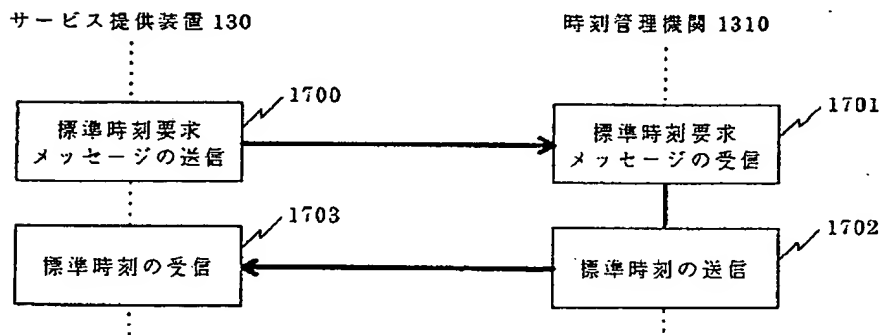 サービス提供装置 130
時刻管理機関 1310
1700
1701
標準時刻要求
メッセージの送信
標準時刻要求
メッセージの受信
1703
1702
標準時刻の受信
標準時刻の送信